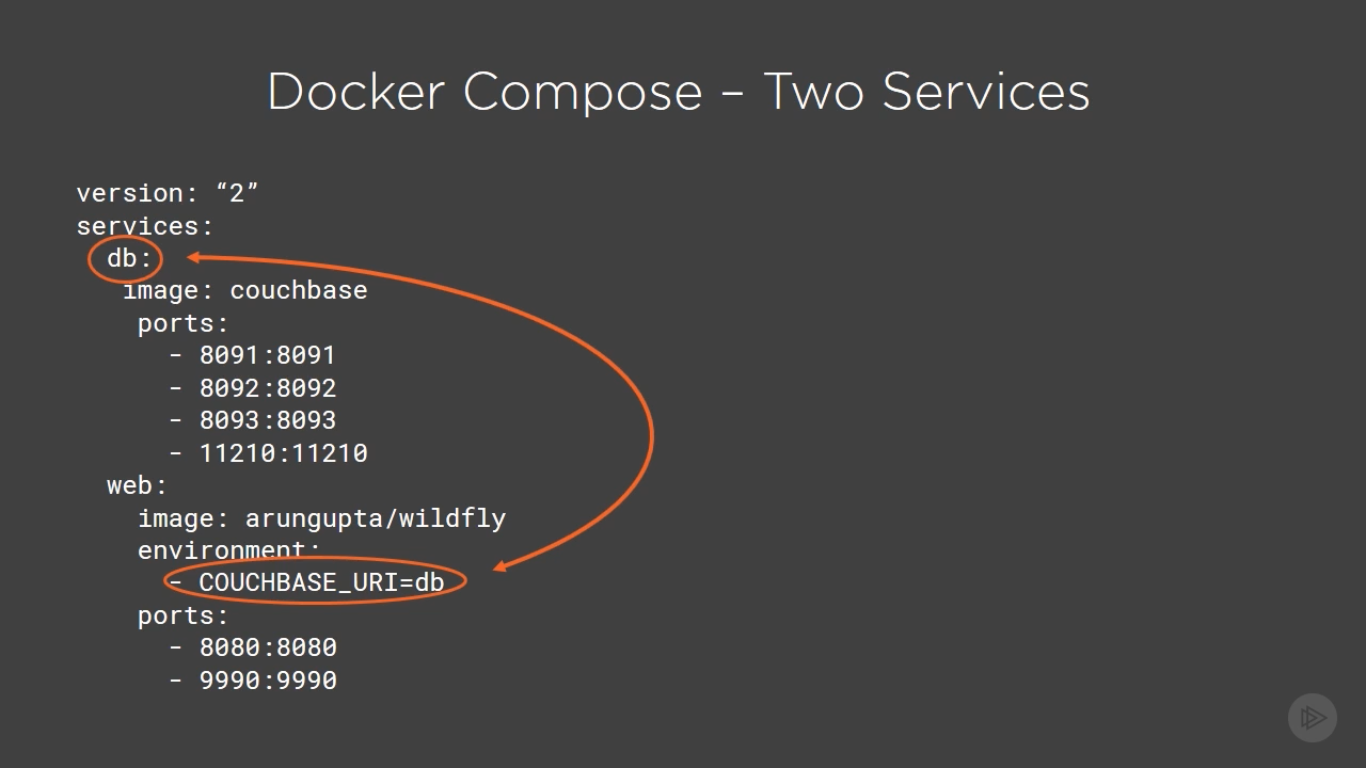 Docker Compose – Two Services
version: “2”
services:
db:
image: couchbase
ports:
- 8091:8091
- 8092:8092
- 8093:8093
- 11210:11210
web:
image: arungupta/wildfly
environment:
- COUCHBASE_URI=db
ports:
- 8080:8080
- 9990:9990